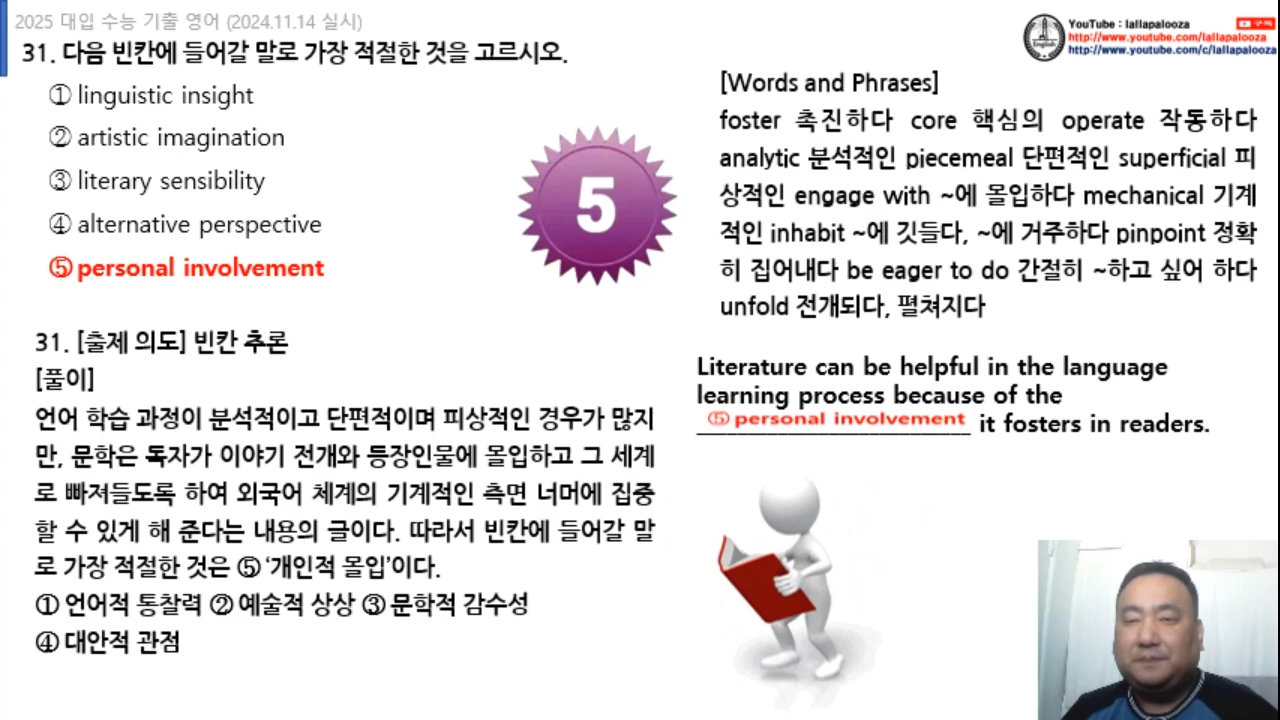 2025 대입 수능 기출 영어 (2024.11.14 실시)
31. 다음 빈칸에 들어갈 말로 가장 적절한 것을 고르시오.
① linguistic insight
② artistic imagination
③ literary sensibility
④ alternative perspective
⑤ personal involvement
5
31. [출제 의도] 빈칸 추론
[풀이]
언어 학습 과정이 분석적이고 단편적이며 피상적인 경우가 많지
만, 문학은 독자가 이야기 전개와 등장인물에 몰입하고 그 세계
로 빠져들도록 하여 외국어 체계의 기계적인 측면 너머에 집중
할 수 있게 해 준다는 내용의 글이다. 따라서 빈칸에 들어갈 말
로 가장 적절한 것은 ⑤ ‘개인적 몰입’이다.
① 언어적 통찰력 ② 예술적 상상 ③ 문학적 감수성
④ 대안적 관점
YouTube : lallapalooza
구독
http://www.youtube.com/lallapalooza
http://www.youtube.com/c/lallapalooza
English
[Words and Phrases]
foster 촉진하다 core 핵심의 operate 작동하다
analytic 분석적인 piecemeal 단편적인 superficial 피
상적인 engage with ~에 몰입하다 mechanical 기계
적인 inhabit ~에 깃들다, ~에 거주하다 pinpoint 정확
히 집어내다 be eager to do 간절히 ~하고 싶어 하다
unfold 전개되다, 펼쳐지다
Literature can be helpful in the language
learning process because of the
⑤ personal involvement it fosters in readers.